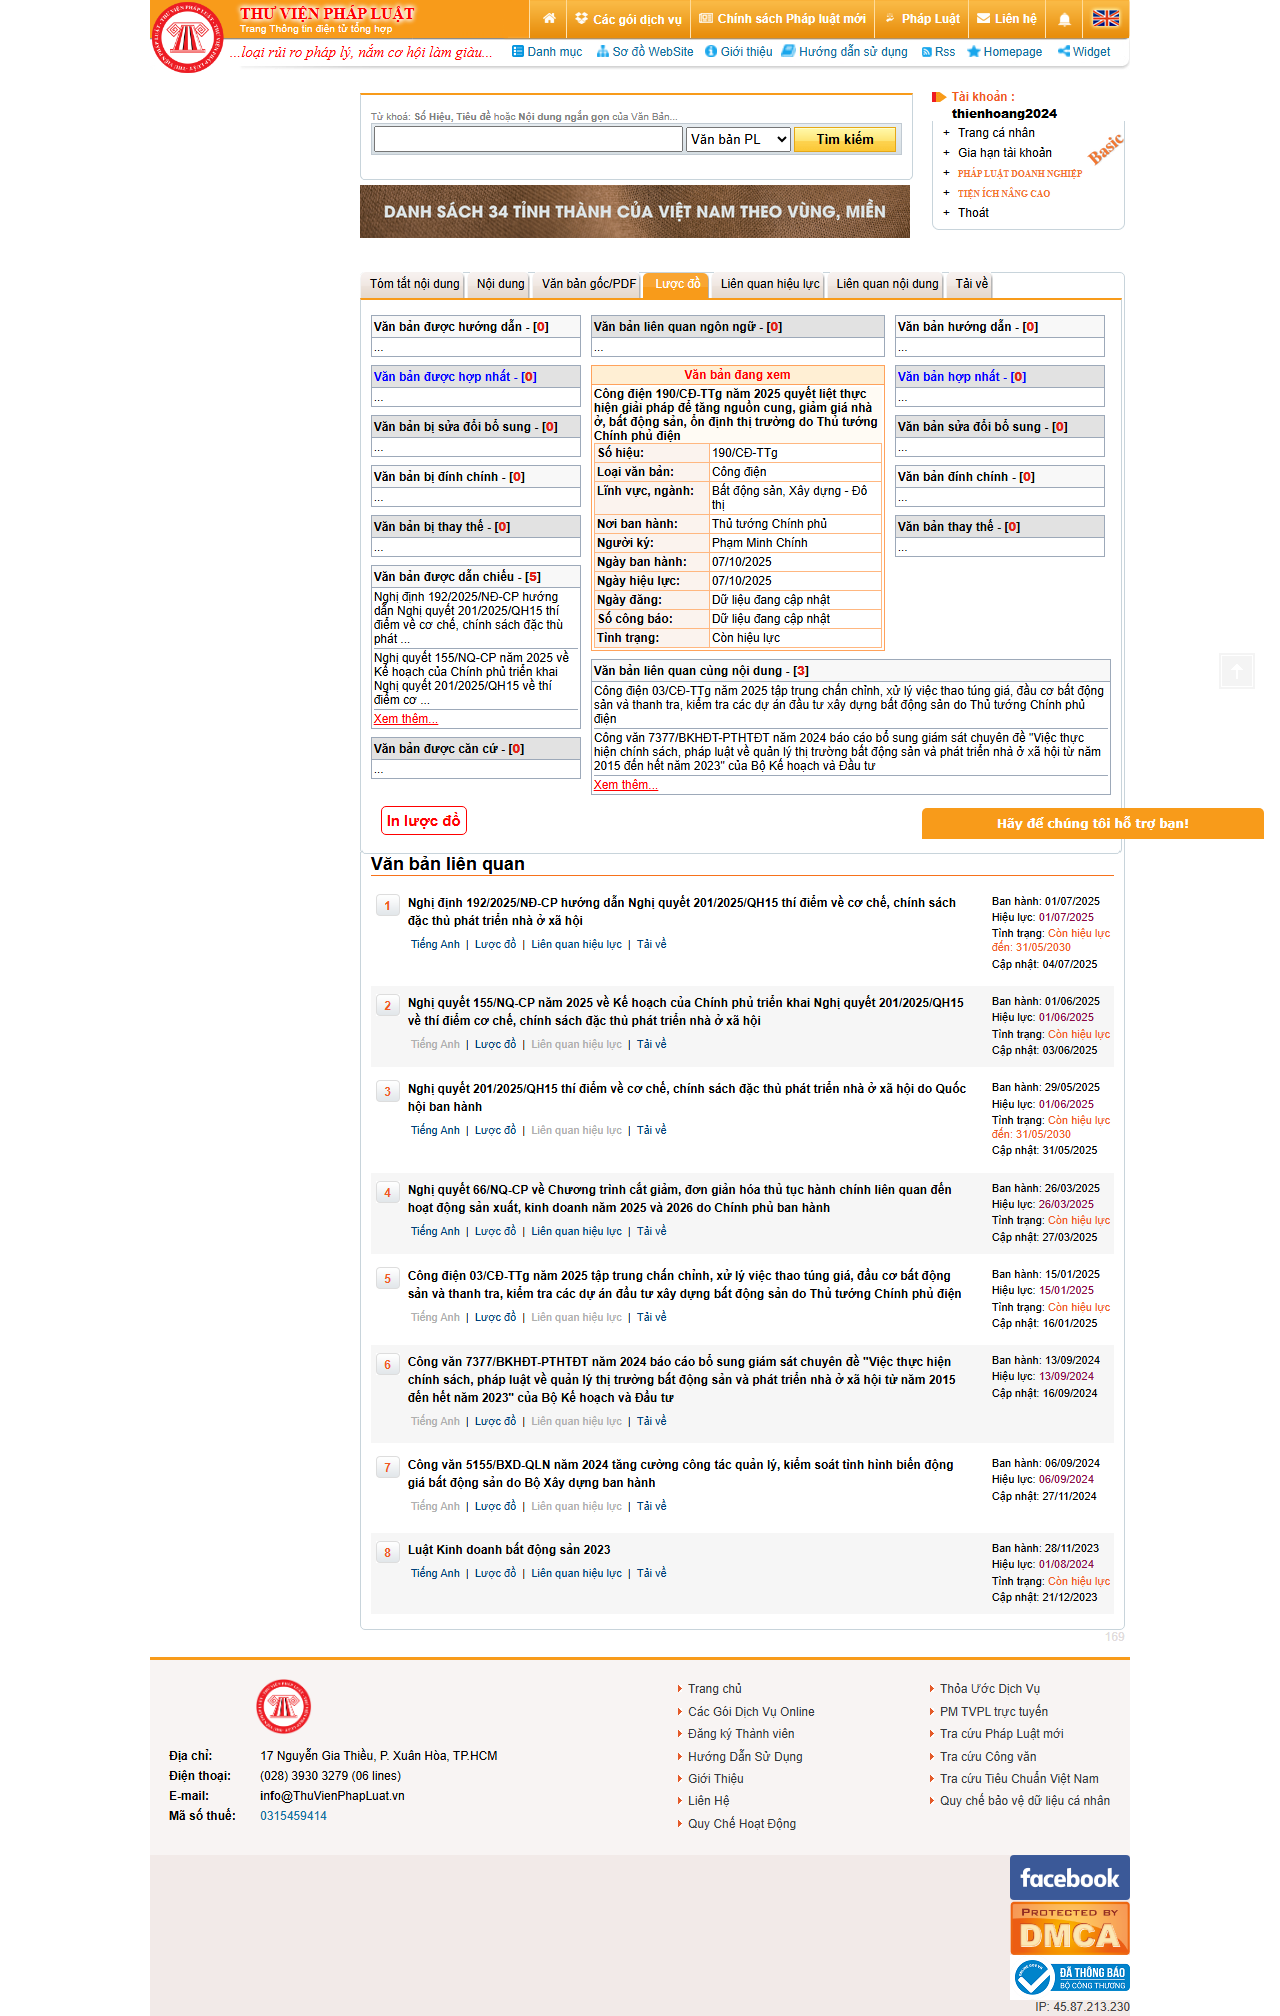 THƯ VIỆN PHÁP LUẬT
Trang Thông tin điện tử tổng hợp
...loại rủi ro pháp lý, nắm cơ hội làm giàu...
Các gói dịch vụ
Chính sách Pháp luật mới
Pháp Luật
Liên hệ
Danh mục
Sơ đồ WebSite
Giới thiệu
Hướng dẫn sử dụng
Rss
Homepage
Widget
Từ khoá: Số Hiệu, Tiêu đề hoặc Nội dung ngắn gọn của Văn Bản...
Văn bản PL
Tìm kiếm
DANH SÁCH 34 TỈNH THÀNH CỦA VIỆT NAM THEO VÙNG, MIỀN
Tài khoản :
thienhoang2024
+ Trang cá nhân
+ Gia hạn tài khoản
+ PHÁP LUẬT DOANH NGHIỆP
+ TIỆN ÍCH NÂNG CAO
+ Thoát
Basic
Tóm tắt nội dung
Nội dung
Văn bản gốc/PDF
Lược đồ
Liên quan hiệu lực
Liên quan nội dung
Tải về
Văn bản được hướng dẫn - [0]
...
Văn bản được hợp nhất - [0]
...
Văn bản bị sửa đổi bổ sung - [0]
...
Văn bản bị đính chính - [0]
...
Văn bản bị thay thế - [0]
...
Văn bản được dẫn chiếu - [5]
Nghị định 192/2025/NĐ-CP hướng
dẫn Nghị quyết 201/2025/QH15 thí
điểm về cơ chế, chính sách đặc thù
phát ...
Nghị quyết 155/NQ-CP năm 2025 về
Kế hoạch của Chính phủ triển khai
Nghị quyết 201/2025/QH15 về thí
điểm cơ ...
Xem thêm...
Văn bản được căn cứ - [0]
...
Văn bản liên quan ngôn ngữ - [0]
...
Văn bản đang xem
Công điện 190/CĐ-TTg năm 2025 quyết liệt thực
hiện giải pháp để tăng nguồn cung, giảm giá nhà
ở, bất động sản, ổn định thị trường do Thủ tướng
Chính phủ điện
Số hiệu: 190/CĐ-TTg
Loại văn bản: Công điện
Lĩnh vực, ngành: Bất động sản, Xây dựng - Đô
thị
Nơi ban hành: Thủ tướng Chính phủ
Người ký: Phạm Minh Chính
Ngày ban hành: 07/10/2025
Ngày hiệu lực: 07/10/2025
Ngày đăng: Dữ liệu đang cập nhật
Số công báo: Dữ liệu đang cập nhật
Tình trạng: Còn hiệu lực
Văn bản hướng dẫn - [0]
...
Văn bản hợp nhất - [0]
...
Văn bản sửa đổi bổ sung - [0]
...
Văn bản đính chính - [0]
...
Văn bản thay thế - [0]
...
Văn bản liên quan cùng nội dung - [3]
Công điện 03/CĐ-TTg năm 2025 tập trung chấn chỉnh, xử lý việc thao túng giá, đầu cơ bất động
sản và thanh tra, kiểm tra các dự án đầu tư xây dựng bất động sản do Thủ tướng Chính phủ
điện
Công văn 7377/BKHĐT-PTHTĐT năm 2024 báo cáo bổ sung giám sát chuyên đề "Việc thực
hiện chính sách, pháp luật về quản lý thị trường bất động sản và phát triển nhà ở xã hội từ năm
2015 đến hết năm 2023" của Bộ Kế hoạch và Đầu tư
Xem thêm...
In lược đồ
Hãy để chúng tôi hỗ trợ bạn!
Văn bản liên quan
1
Nghị định 192/2025/NĐ-CP hướng dẫn Nghị quyết 201/2025/QH15 thí điểm về cơ chế, chính sách
đặc thù phát triển nhà ở xã hội
Tiếng Anh | Lược đồ | Liên quan hiệu lực | Tải về
Ban hành: 01/07/2025
Hiệu lực: 01/07/2025
Tình trạng: Còn hiệu lực
đến: 31/05/2030
Cập nhật: 04/07/2025
2
Nghị quyết 155/NQ-CP năm 2025 về Kế hoạch của Chính phủ triển khai Nghị quyết 201/2025/QH15
về thí điểm cơ chế, chính sách đặc thù phát triển nhà ở xã hội
Tiếng Anh | Lược đồ | Liên quan hiệu lực | Tải về
Ban hành: 01/06/2025
Hiệu lực: 01/06/2025
Tình trạng: Còn hiệu lực
Cập nhật: 03/06/2025
3
Nghị quyết 201/2025/QH15 thí điểm về cơ chế, chính sách đặc thù phát triển nhà ở xã hội do Quốc
hội ban hành
Tiếng Anh | Lược đồ | Liên quan hiệu lực | Tải về
Ban hành: 29/05/2025
Hiệu lực: 01/06/2025
Tình trạng: Còn hiệu lực
đến: 31/05/2030
Cập nhật: 31/05/2025
4
Nghị quyết 66/NQ-CP về Chương trình cắt giảm, đơn giản hóa thủ tục hành chính liên quan đến
hoạt động sản xuất, kinh doanh năm 2025 và 2026 do Chính phủ ban hành
Tiếng Anh | Lược đồ | Liên quan hiệu lực | Tải về
Ban hành: 26/03/2025
Hiệu lực: 26/03/2025
Tình trạng: Còn hiệu lực
Cập nhật: 27/03/2025
5
Công điện 03/CĐ-TTg năm 2025 tập trung chấn chỉnh, xử lý việc thao túng giá, đầu cơ bất động
sản và thanh tra, kiểm tra các dự án đầu tư xây dựng bất động sản do Thủ tướng Chính phủ điện
Tiếng Anh | Lược đồ | Liên quan hiệu lực | Tải về
Ban hành: 15/01/2025
Hiệu lực: 15/01/2025
Tình trạng: Còn hiệu lực
Cập nhật: 16/01/2025
6
Công văn 7377/BKHĐT-PTHTĐT năm 2024 báo cáo bổ sung giám sát chuyên đề "Việc thực hiện
chính sách, pháp luật về quản lý thị trường bất động sản và phát triển nhà ở xã hội từ năm 2015
đến hết năm 2023" của Bộ Kế hoạch và Đầu tư
Tiếng Anh | Lược đồ | Liên quan hiệu lực | Tải về
Ban hành: 13/09/2024
Hiệu lực: 13/09/2024
Cập nhật: 16/09/2024
7
Công văn 5155/BXD-QLN năm 2024 tăng cường công tác quản lý, kiểm soát tình hình biến động
giá bất động sản do Bộ Xây dựng ban hành
Tiếng Anh | Lược đồ | Liên quan hiệu lực | Tải về
Ban hành: 06/09/2024
Hiệu lực: 06/09/2024
Cập nhật: 27/11/2024
8
Luật Kinh doanh bất động sản 2023
Tiếng Anh | Lược đồ | Liên quan hiệu lực | Tải về
Ban hành: 28/11/2023
Hiệu lực: 01/08/2024
Tình trạng: Còn hiệu lực
Cập nhật: 21/12/2023
169
Địa chỉ: 17 Nguyễn Gia Thiều, P. Xuân Hòa, TP.HCM
Điện thoại: (028) 3930 3279 (06 lines)
E-mail: info@ThuVienPhapLuat.vn
Mã số thuế: 0315459414
Trang chủ
Các Gói Dịch Vụ Online
Đăng ký Thành viên
Hướng Dẫn Sử Dụng
Giới Thiệu
Liên Hệ
Quy Chế Hoạt Động
Thỏa Ước Dịch Vụ
PM TVPL trực tuyến
Tra cứu Pháp Luật mới
Tra cứu Công văn
Tra cứu Tiêu Chuẩn Việt Nam
Quy chế bảo vệ dữ liệu cá nhân
facebook
PROTECTED BY
DMCA
ĐÃ THÔNG BÁO
BỘ CÔNG THƯƠNG
IP: 45.87.213.230